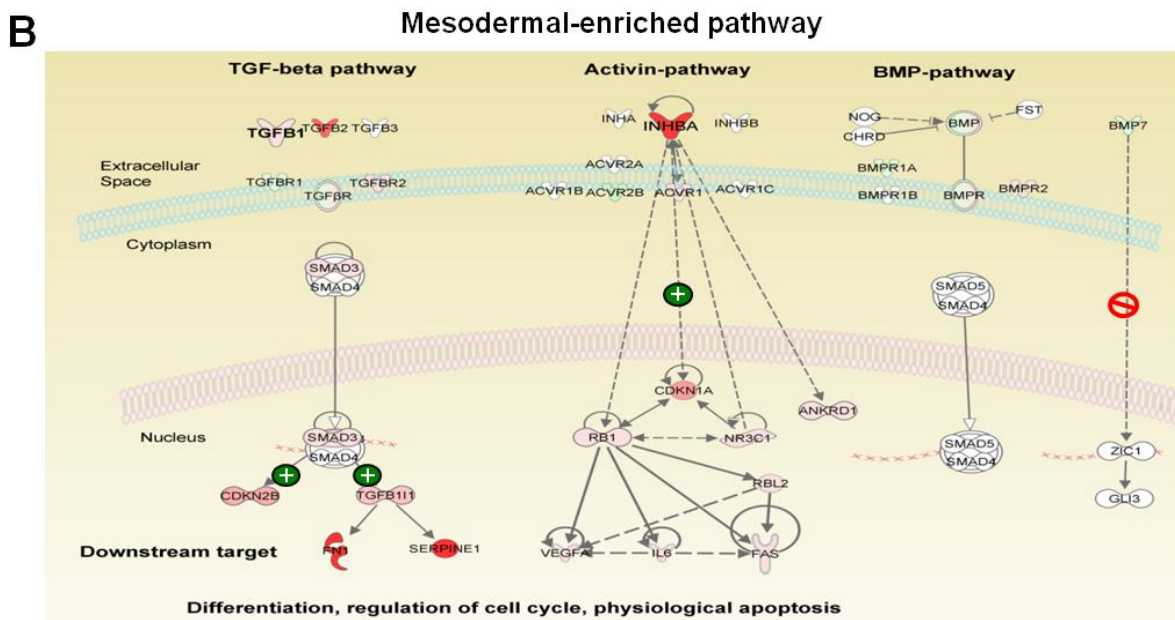 B
Mesodermal-enriched pathway
TGF-beta pathway
Activin-pathway
BMP-pathway
TGFB1
TGFB2
TGFB3
INHA
INHBA
INHBB
NOG
CHRD
BMP
FST
BMP7
Extracellular
Space
TGFBR1
TGFβR
TGFBR2
ACVR2A
ACVR1B
ACVR2B
ACVR1
ACVR1C
BMPR1A
BMPR1B
BMPR
BMPR2
Cytoplasm
SMAD3
SMAD4
+
SMAD5
SMAD4
CDKN1A
ANKRD1
Nucleus
SMAD3
SMAD4
RB1
NR3C1
SMAD5
SMAD4
ZIC1
+
+
CDKN2B
TGFB1I1
RBL2
GLI3
Downstream target
FN1
SERPINE1
VEGFA
IL6
FAS
Differentiation, regulation of cell cycle, physiological apoptosis